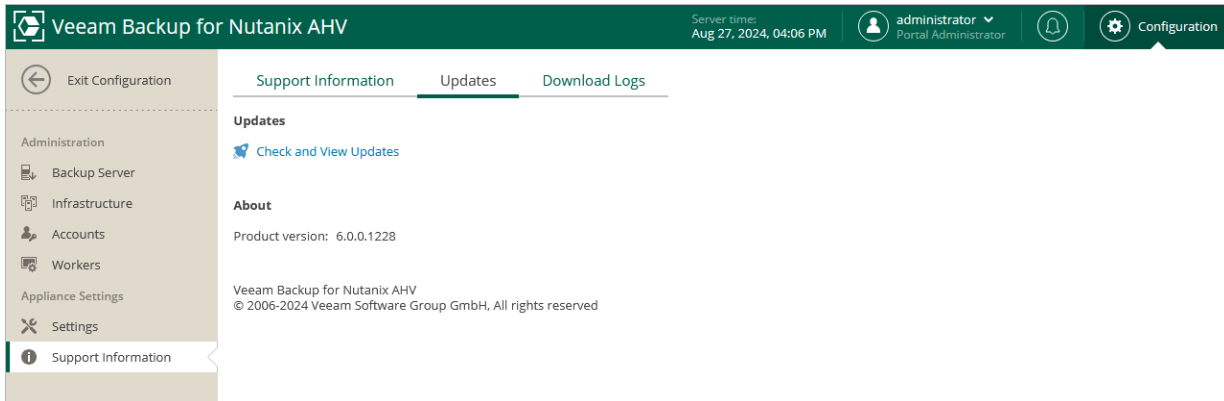 Veeam Backup for Nutanix AHV
Server time:
Aug 27, 2024, 04:06 PM
administrator
Portal Administrator
Configuration
Exit Configuration
Administration
Backup Server
Infrastructure
Accounts
Workers
Appliance Settings
Settings
Support Information
Support Information
Updates
Download Logs
Updates
Check and View Updates
About
Product version: 6.0.0.1228
Veeam Backup for Nutanix AHV
© 2006-2024 Veeam Software Group GmbH, All rights reserved